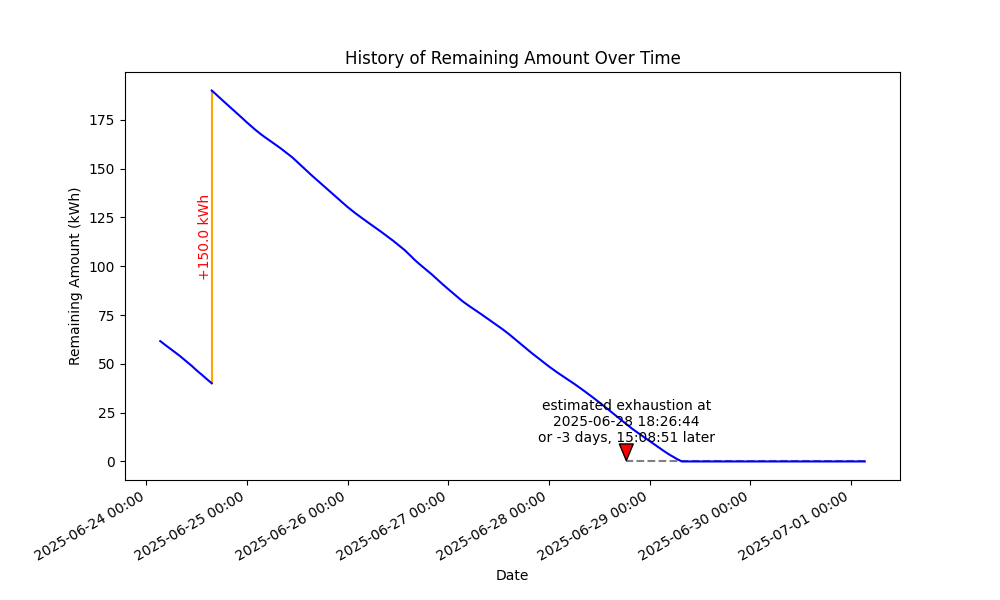 History of Remaining Amount Over Time
Remaining Amount (kWh)
175
150
125
100
75
50
25
0
+150.0 kWh
estimated exhaustion at
2025-06-28 18:26:44
or -3 days, 15:08:51 later
2025-06-24 00:00
2025-06-25 00:00
2025-06-26 00:00
2025-06-27 00:00
2025-06-28 00:00
2025-06-29 00:00
2025-06-30 00:00
2025-07-01 00:00
Date